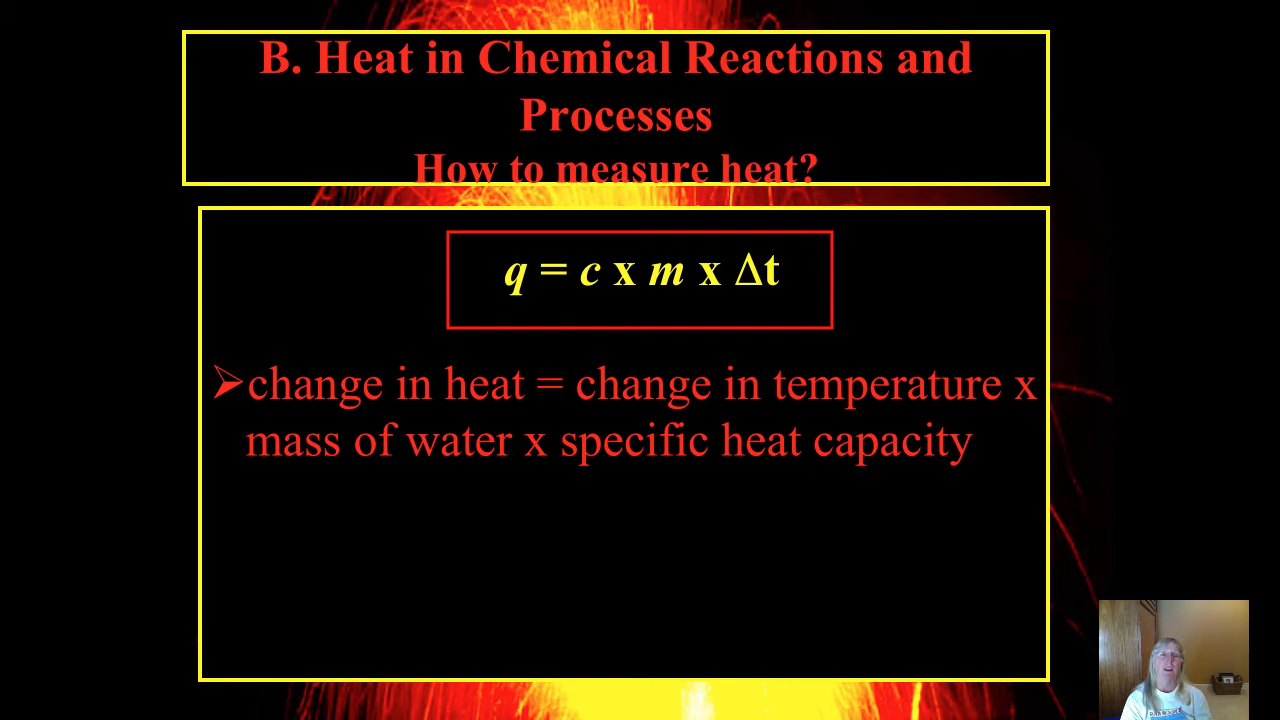 B. Heat in Chemical Reactions and
Processes
How to measure heat?
q = c x m x Δt
➢change in heat = change in temperature x
mass of water x specific heat capacity